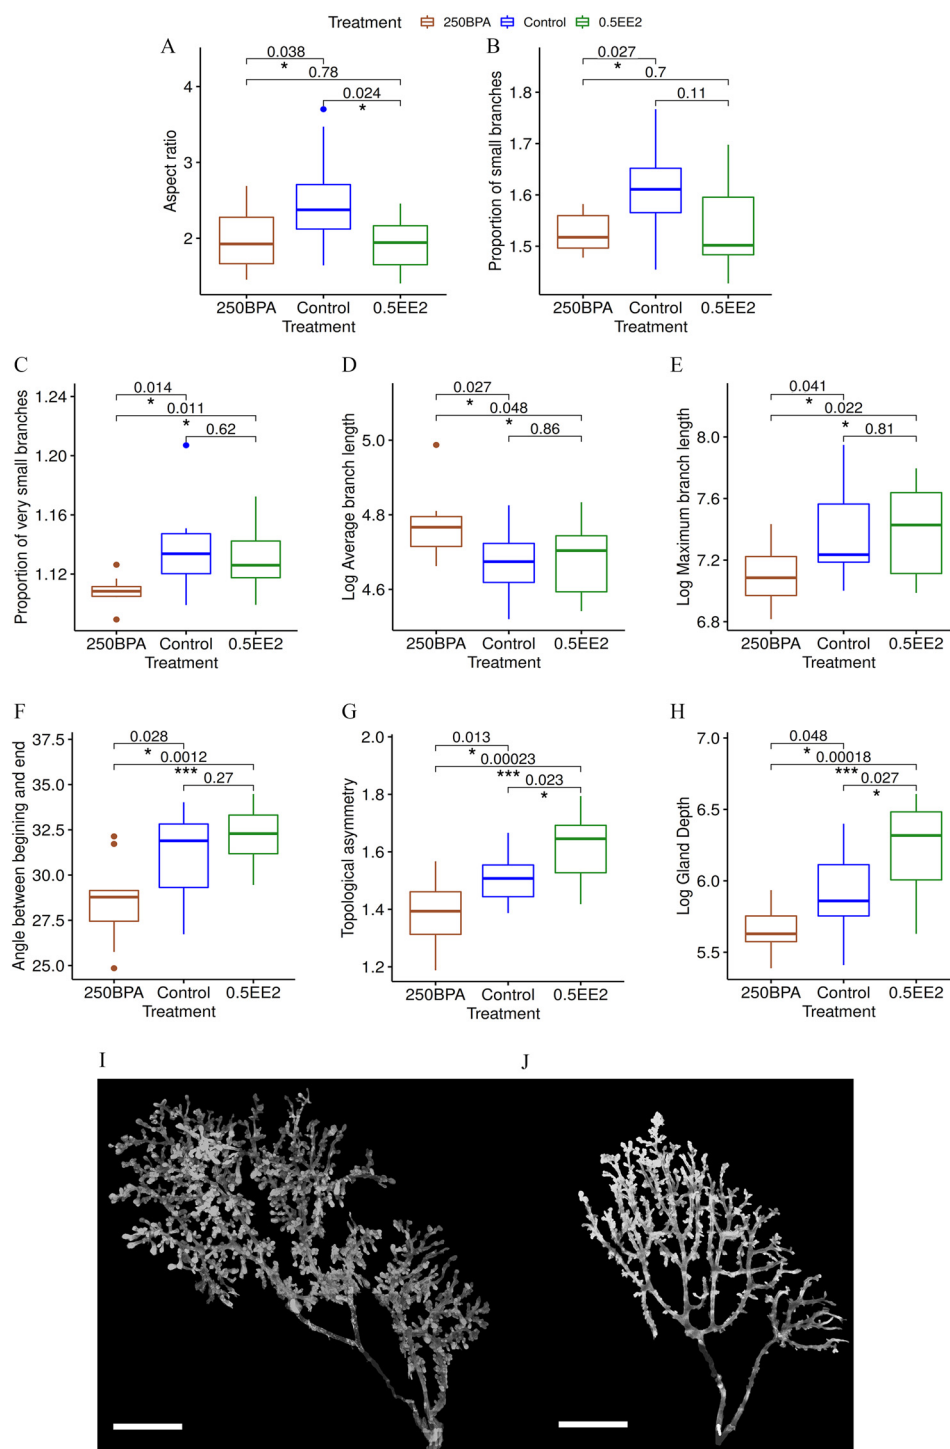 Treatment 250BPA Control 0.5EE2
A
0.038
*
0.78
0.024
*
Aspect ratio
4
3
2
250BPA Control 0.5EE2
Treatment
B
0.027
*
0.7
0.11
Proportion of small branches
1.8
1.7
1.6
1.5
250BPA Control 0.5EE2
Treatment
C
0.014
*
0.011
*
0.62
Proportion of very small branches
1.24
1.20
1.16
1.12
250BPA Control 0.5EE2
Treatment
D
0.027
*
0.048
*
0.86
Log Average branch length
5.0
4.8
4.6
250BPA Control 0.5EE2
Treatment
E
0.041
*
0.022
*
0.81
Log Maximum branch length
8.0
7.6
7.2
6.8
250BPA Control 0.5EE2
Treatment
F
0.028
*
0.0012
***
0.27
Angle between begining and end
37.5
35.0
32.5
30.0
27.5
25.0
250BPA Control 0.5EE2
Treatment
G
0.013
*
0.00023
***
0.023
*
Topological asymmetry
2.0
1.8
1.6
1.4
1.2
250BPA Control 0.5EE2
Treatment
H
0.048
*
0.00018
***
0.027
*
Log Gland Depth
7.0
6.5
6.0
5.5
250BPA Control 0.5EE2
Treatment
I
J